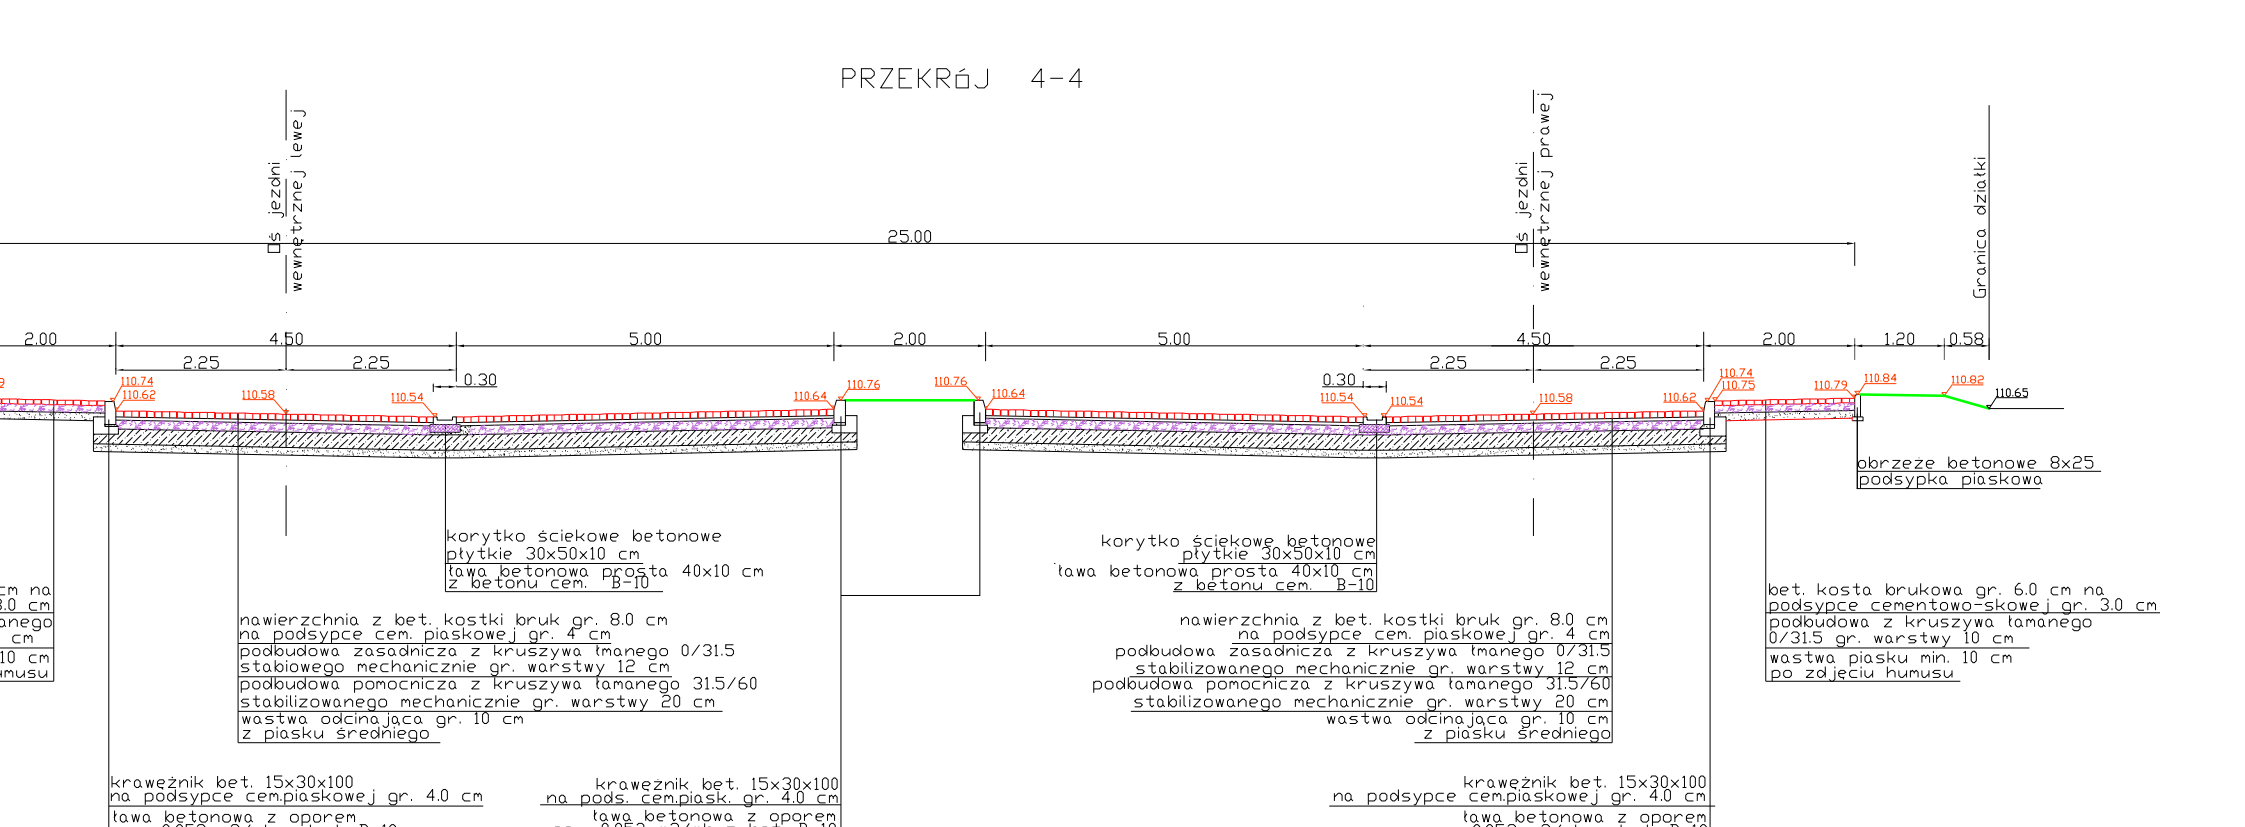 PRZEKRóJ 4-4
ś jezdni
wewnętrznej lewej
ś jezdni
wewnętrznej prawej
Granica działki
25.00
2.00
4.50
5.00
2.00
5.00
4.50
2.00
1.20
0.58
2.25
2.25
2.25
2.25
0.30
0.30
110.74
110.62
110.58
110.54
110.64
110.76
110.76
110.64
110.54
110.54
110.58
110.62
110.74
110.75
110.79
110.84
110.82
110.65
obrzeże betonowe 8x25
podsypka piaskowa
korytko ściekowe betonowe
płytkie 30x50x10 cm
ława betonowa prosta 40x10 cm
z betonu cem. B-10
korytko ściekowe betonowe
płytkie 30x50x10 cm
ława betonowa prosta 40x10 cm
z betonu cem. B-10
cm na
3.0 cm
anego
cm
10 cm
umusu
nawierzchnia z bet. kostki bruk gr. 8.0 cm
na podsypce cem. piaskowej gr. 4 cm
podbudowa zasadnicza z kruszywa łmanego 0/31.5
stabiowego mechanicznie gr. warstwy 12 cm
podbudowa pomocnicza z kruszywa łamanego 31.5/60
stabilizowanego mechanicznie gr. warstwy 20 cm
wastwa odcinająca gr. 10 cm
z piasku średniego
nawierzchnia z bet. kostki bruk gr. 8.0 cm
na podsypce cem. piaskowej gr. 4 cm
podbudowa zasadnicza z kruszywa łmanego 0/31.5
stabilizowanego mechanicznie gr. warstwy 12 cm
podbudowa pomocnicza z kruszywa łamanego 31.5/60
stabilizowanego mechanicznie gr. warstwy 20 cm
wastwa odcinająca gr. 10 cm
z piasku średniego
bet. kosta brukowa gr. 6.0 cm na
podsypce cementowo-skowej gr. 3.0 cm
podbudowa z kruszywa łamanego
0/31.5 gr. warstwy 10 cm
wastwa piasku min. 10 cm
po zdjeciu humusu
krawężnik bet. 15x30x100
na podsypce cem.piaskowej gr. 4.0 cm
ława betonowa z oporem
krawężnik bet. 15x30x100
na pods. cem.piask. gr. 4.0 cm
ława betonowa z oporem
krawężnik bet. 15x30x100
na podsypce cem.piaskowej gr. 4.0 cm
ława betonowa z oporem